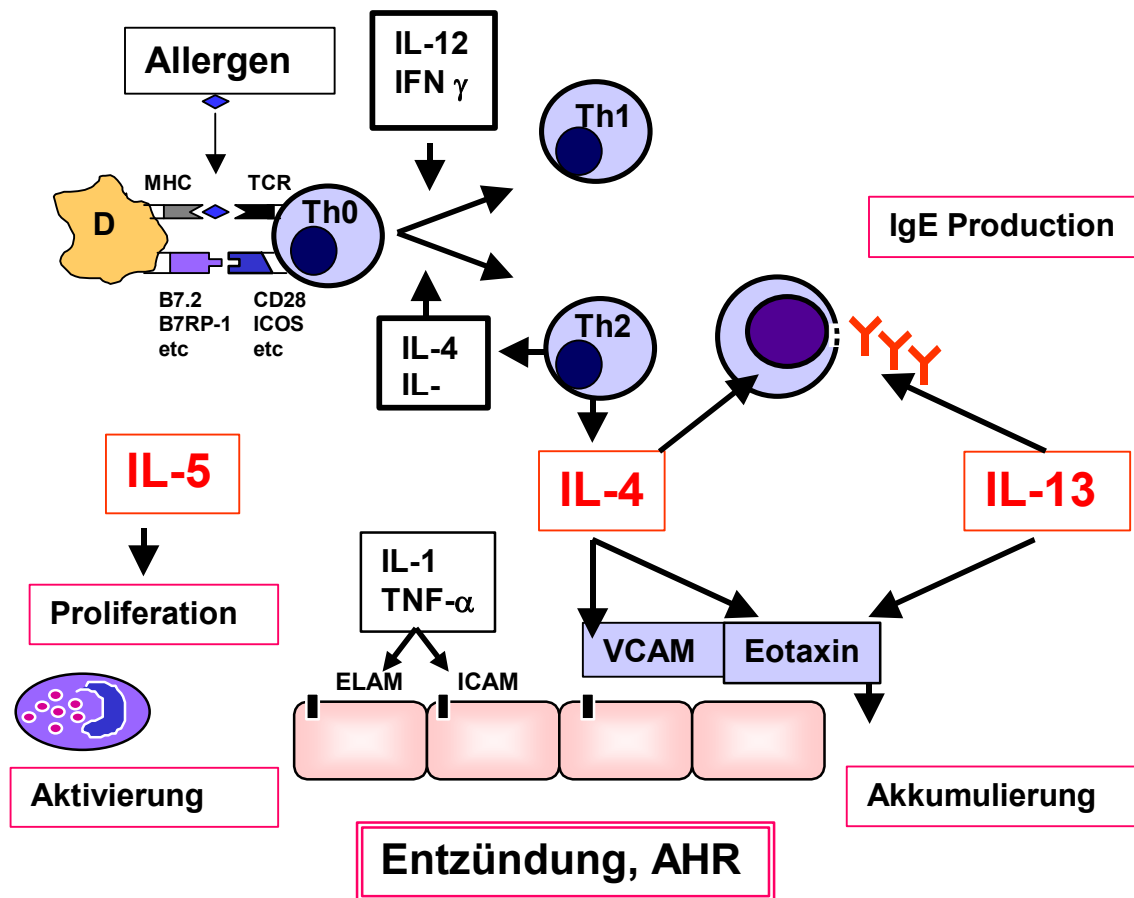 Allergen
IL-12
IFN γ
Th1
MHC
TCR
D
Th0
IgE Production
B7.2
B7RP-1
etc
CD28
ICOS
etc
IL-4
IL-
Th2
IL-5
IL-4
IL-13
IL-1
TNF-α
Proliferation
VCAM
Eotaxin
ELAM
ICAM
Aktivierung
Akkumulierung
Entzündung, AHR